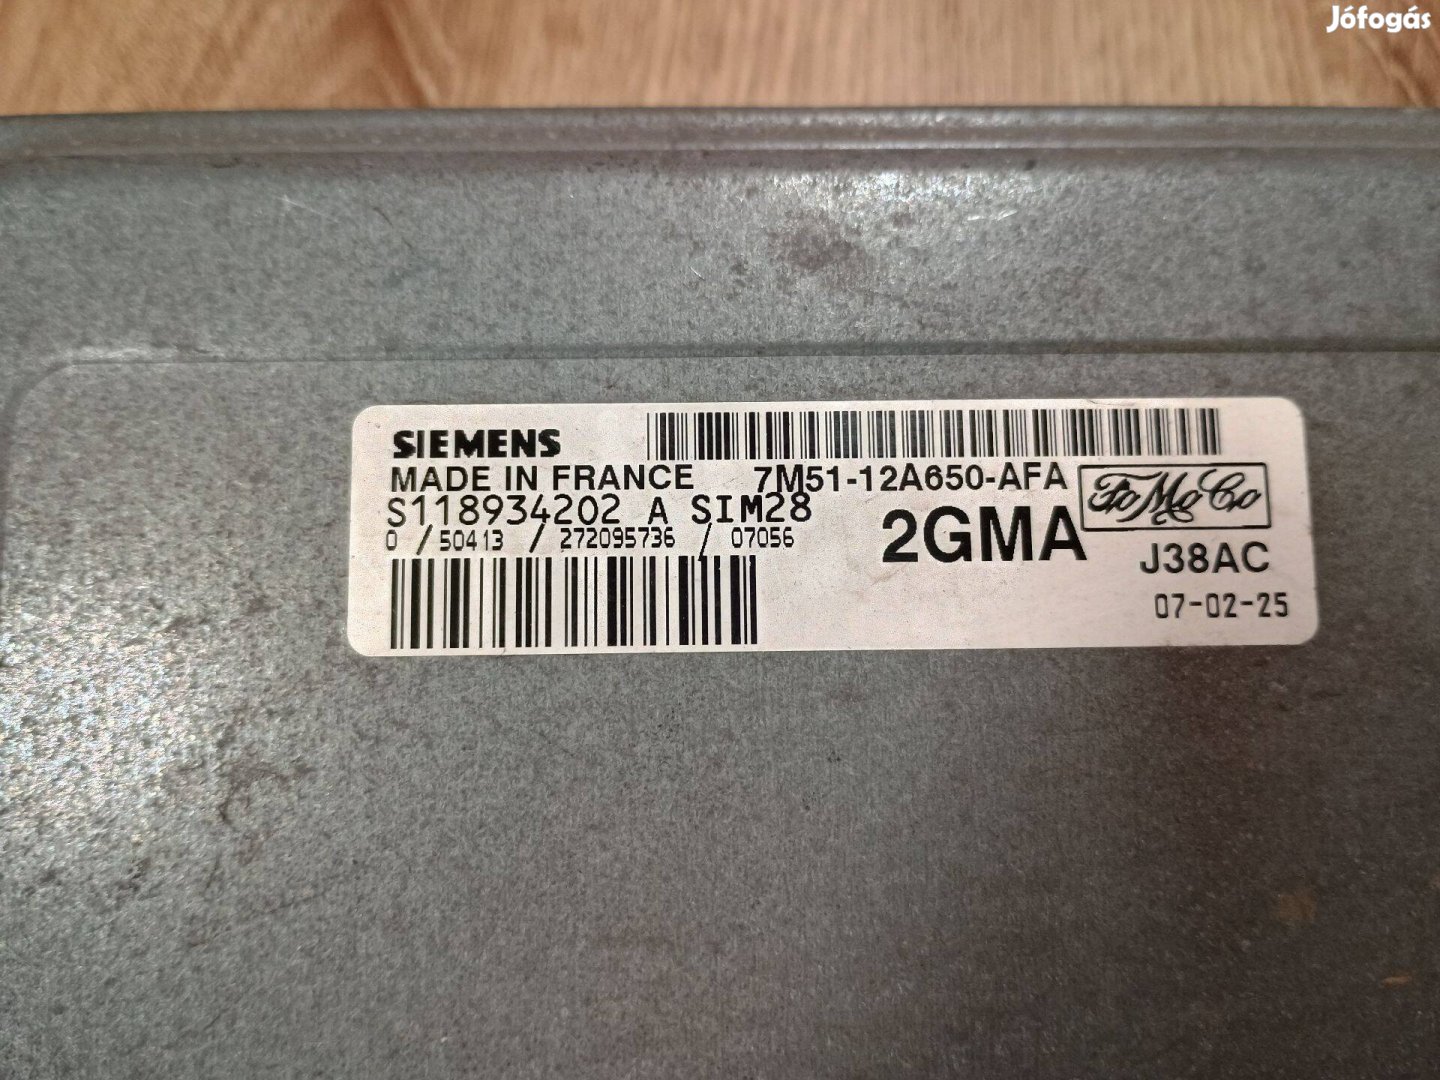 Jófogás
SIEMENS
MADE IN FRANCE 7M51-12A650-AFA
S118934202 A SIM28
FoMoCo
0 / 50413 / 272095736 / 07056
2GMA
J38AC
07-02-25